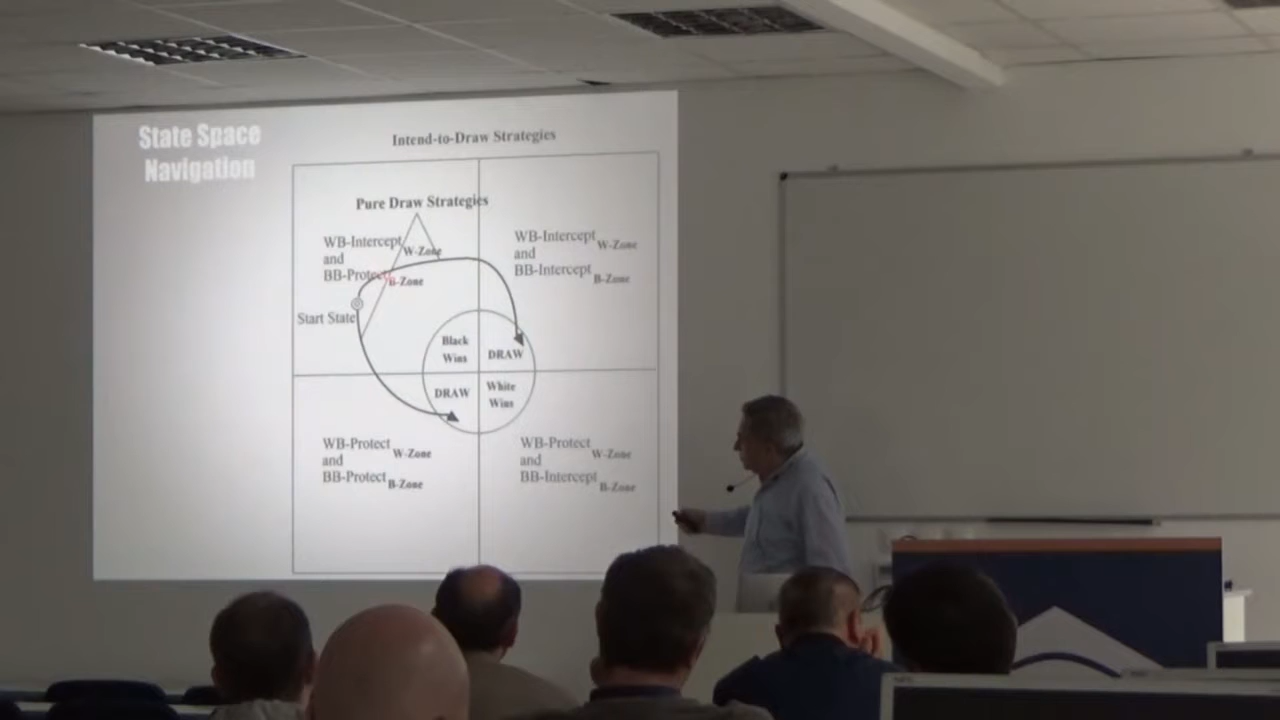 State Space
Navigation
Intend-to-Draw Strategies
Pure Draw Strategies
WB-Intercept W-Zone
and
BB-Protect B-Zone
WB-Intercept W-Zone
and
BB-Intercept B-Zone
Start State
Black
Wins
DRAW
DRAW
White
Wins
WB-Protect W-Zone
and
BB-Protect B-Zone
WB-Protect W-Zone
and
BB-Intercept B-Zone